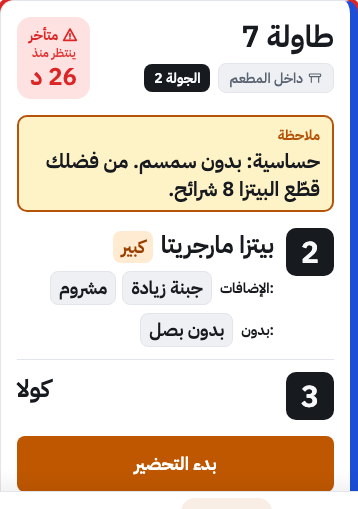 طاولة 7
متأخر
ينتظر منذ
26 د
داخل المطعم
الجولة 2
ملاحظة
حساسية: بدون سمسم. من فضلك
قطّع البيتزا 8 شرائح.
2
بيتزا مارجريتا
كبير
الإضافات:
جبنة زيادة
مشروم
بدون:
بدون بصل
3
كولا
بدء التحضير